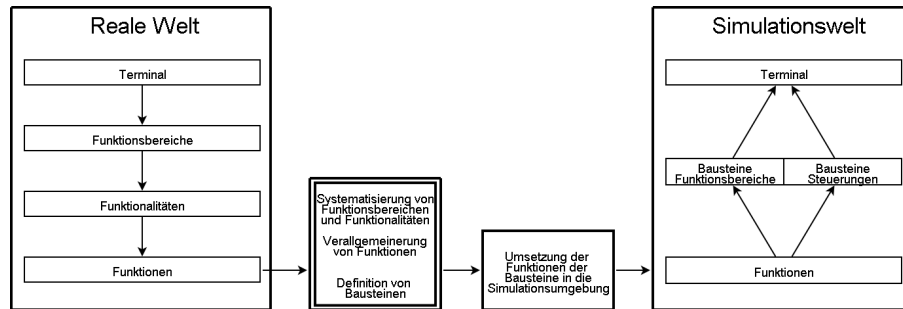 Reale Welt
Terminal
Funktionsbereiche
Funktionalitäten
Funktionen
Systematisierung von
Funktionsbereichen
und Funktionalitäten
Verallgemeinerung
von Funktionen
Definition von
Bausteinen
Umsetzung der
Funktionen der
Bausteine in die
Simulationsumgebung
Simulationswelt
Terminal
Bausteine
Funktionsbereiche
Bausteine
Steuerungen
Funktionen